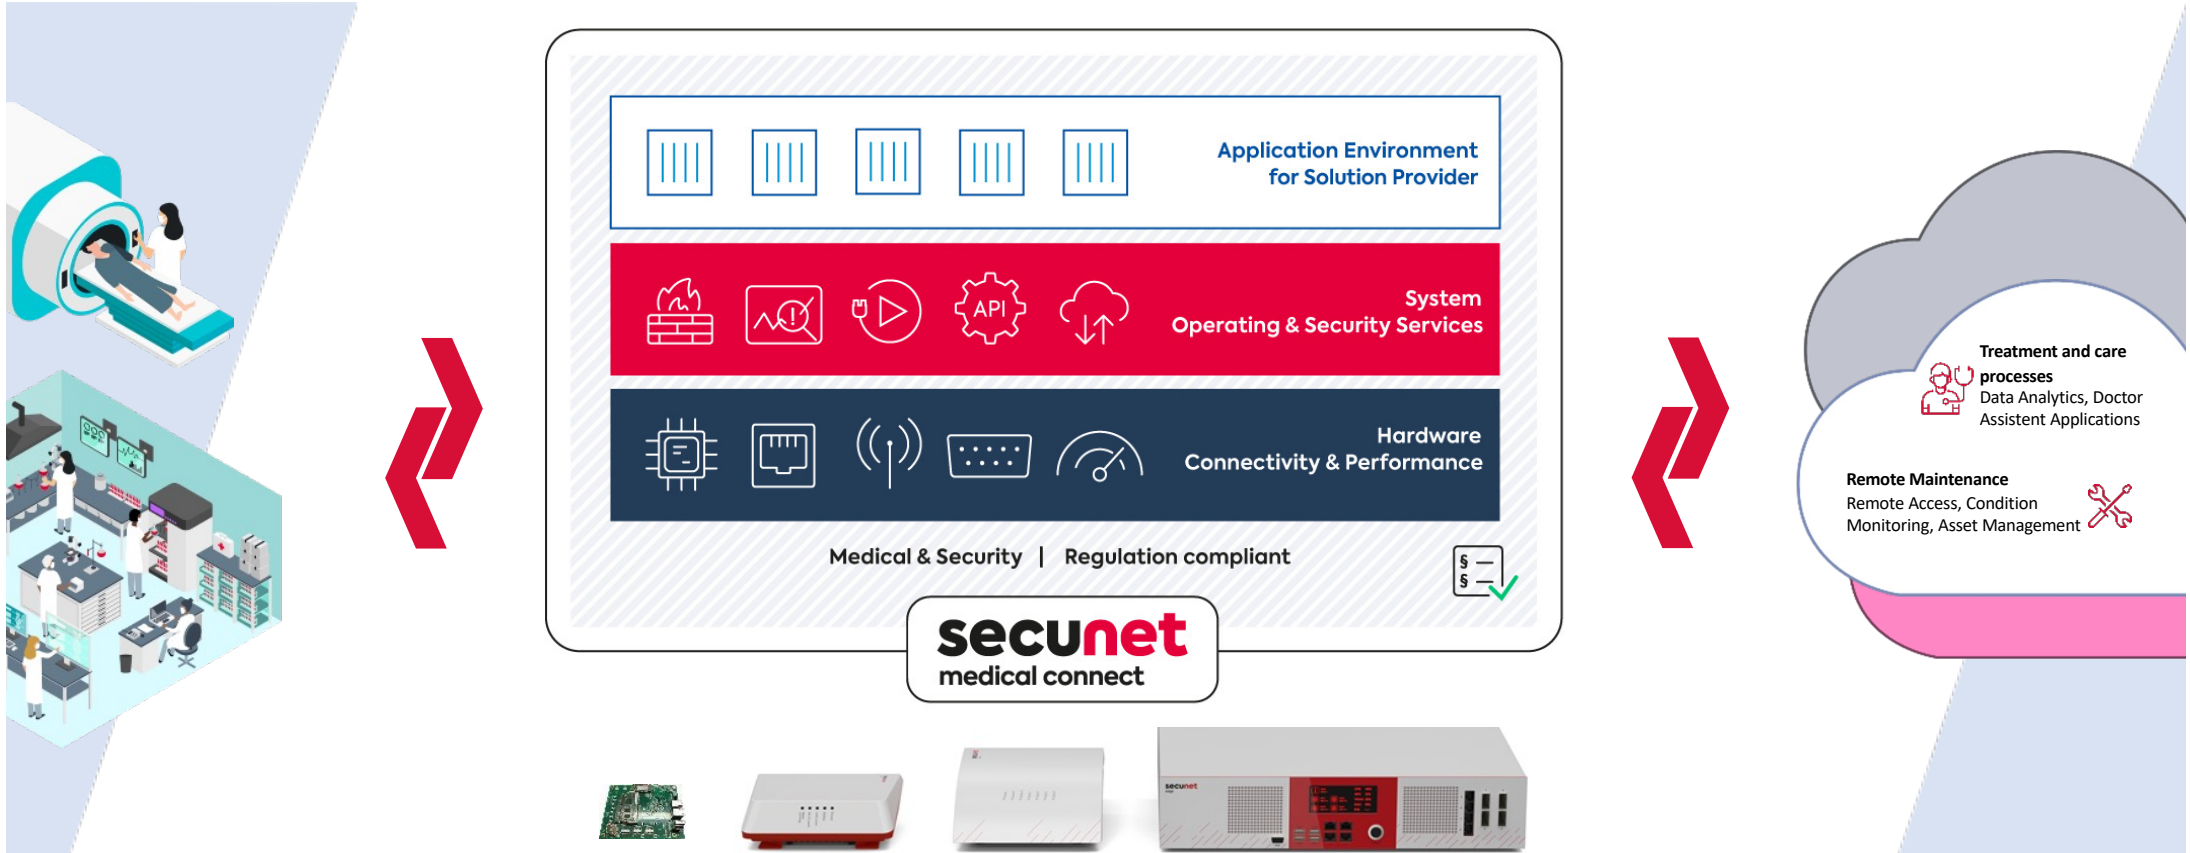 Application Environment
for Solution Provider
API
System
Operating & Security Services
Hardware
Connectivity & Performance
Medical & Security | Regulation compliant
§
§
secunet
medical connect
Treatment and care
processes
Data Analytics, Doctor
Assistent Applications
Remote Maintenance
Remote Access, Condition
Monitoring, Asset Management
secunet